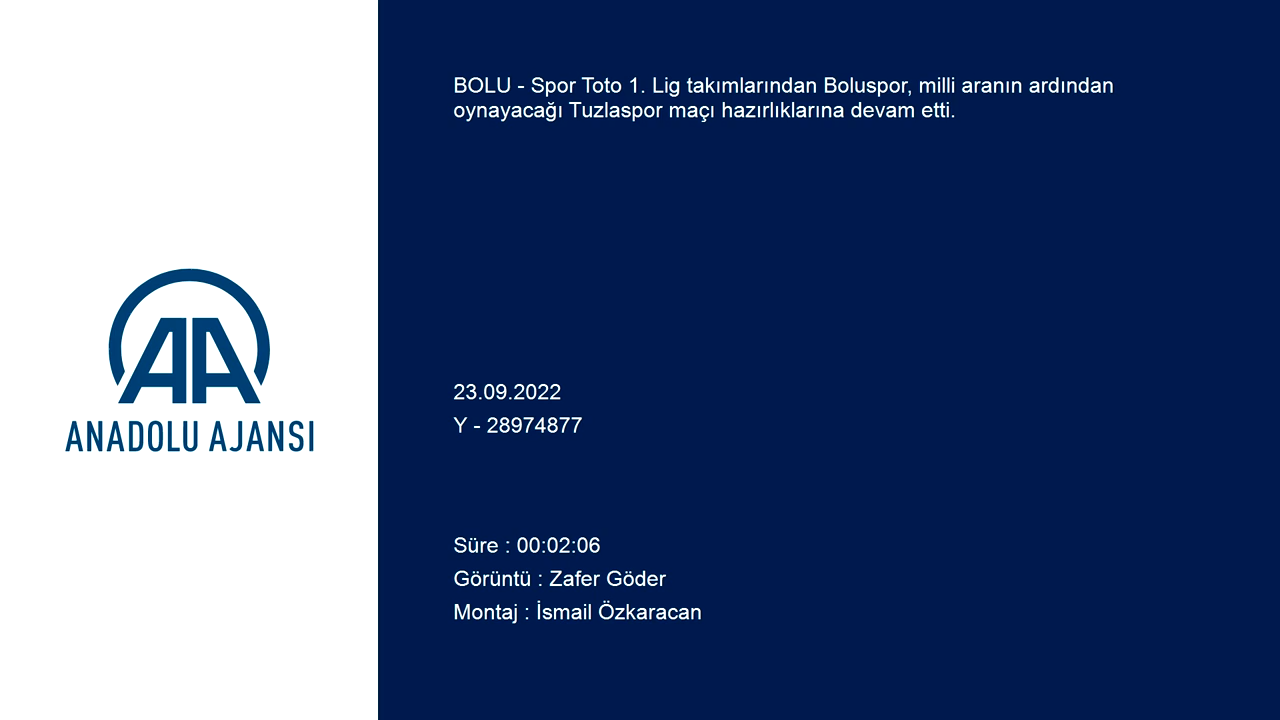 BOLU - Spor Toto 1. Lig takımlarından Boluspor, milli aranın ardından
oynayacağı Tuzlaspor maçı hazırlıklarına devam etti.
AA
ANADOLU AJANSI
23.09.2022
Y - 28974877
Süre : 00:02:06
Görüntü : Zafer Göder
Montaj : İsmail Özkaracan